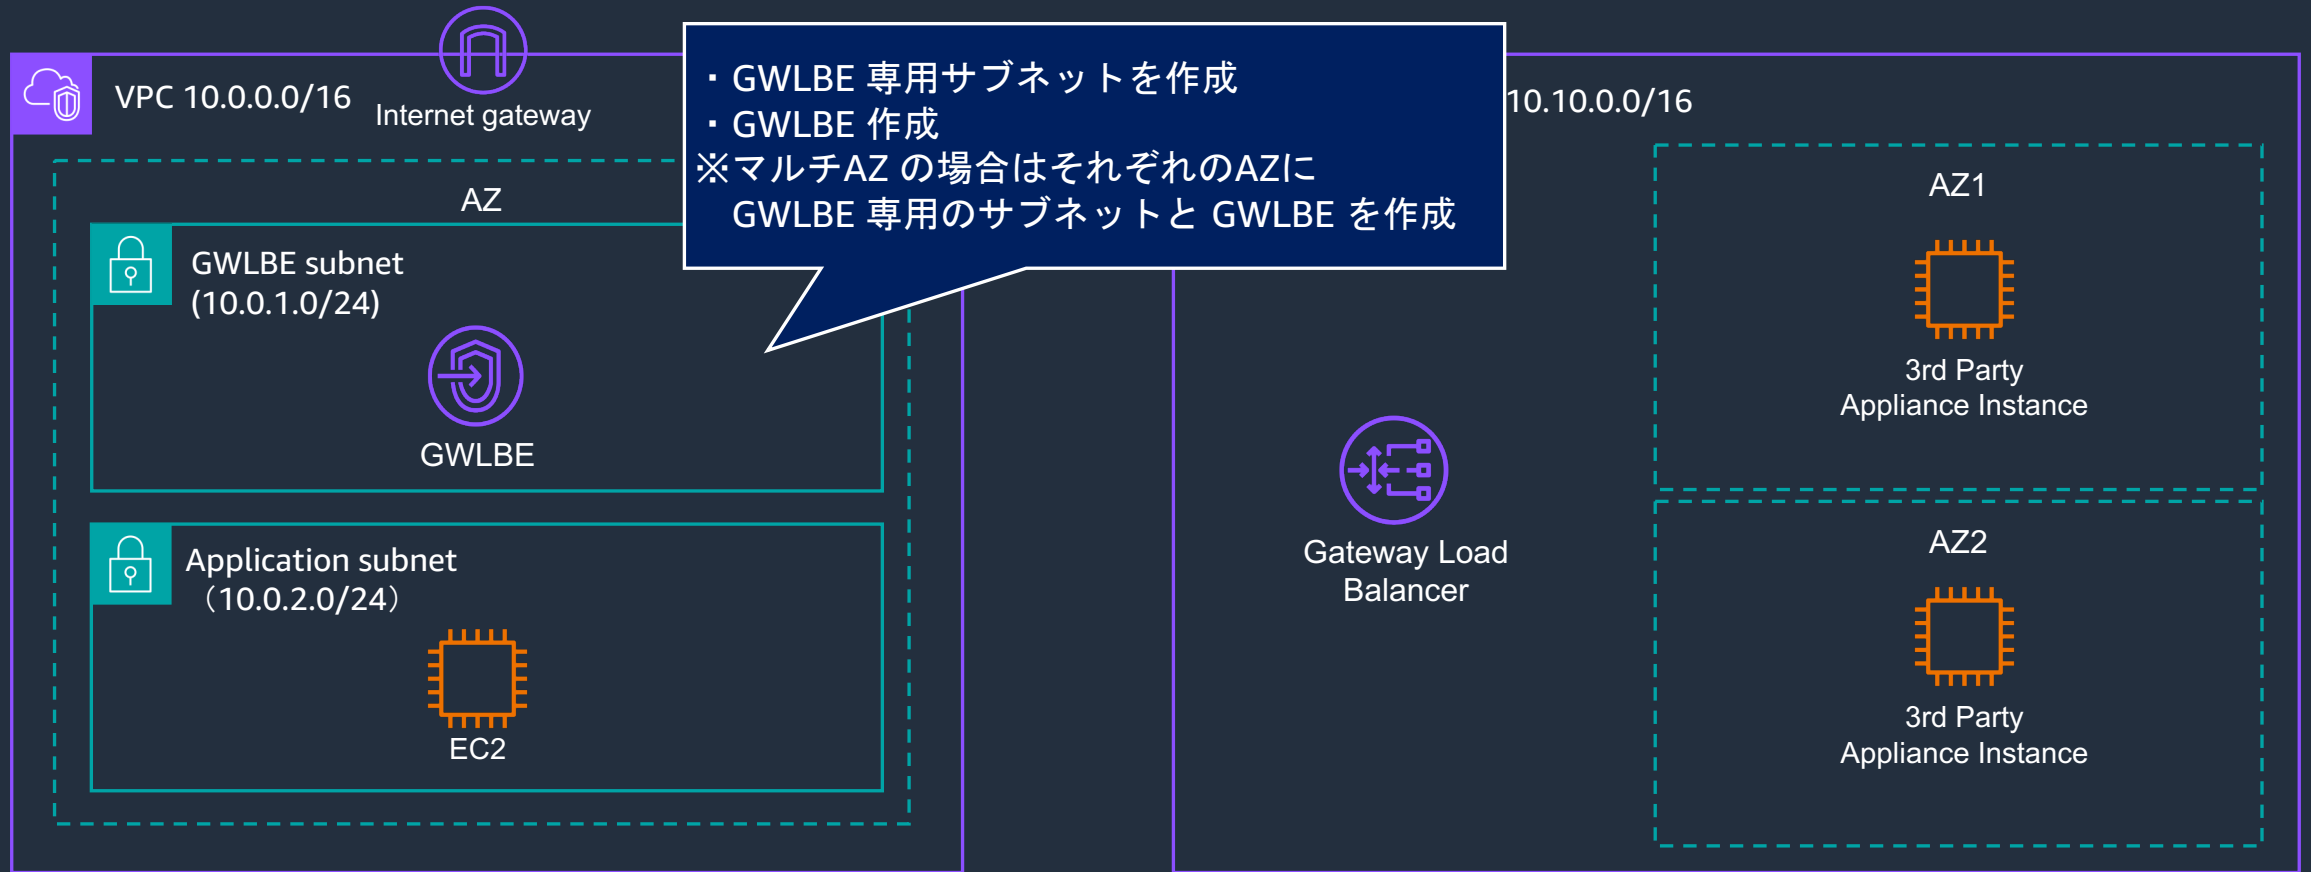 VPC 10.0.0.0/16
Internet gateway
・GWLBE 専用サブネットを作成
・GWLBE 作成
※マルチAZ の場合はそれぞれのAZに
GWLBE 専用のサブネットと GWLBE を作成
10.10.0.0/16
AZ
GWLBE subnet
(10.0.1.0/24)
GWLBE
Application subnet
（10.0.2.0/24）
EC2
Gateway Load
Balancer
AZ1
3rd Party
Appliance Instance
AZ2
3rd Party
Appliance Instance